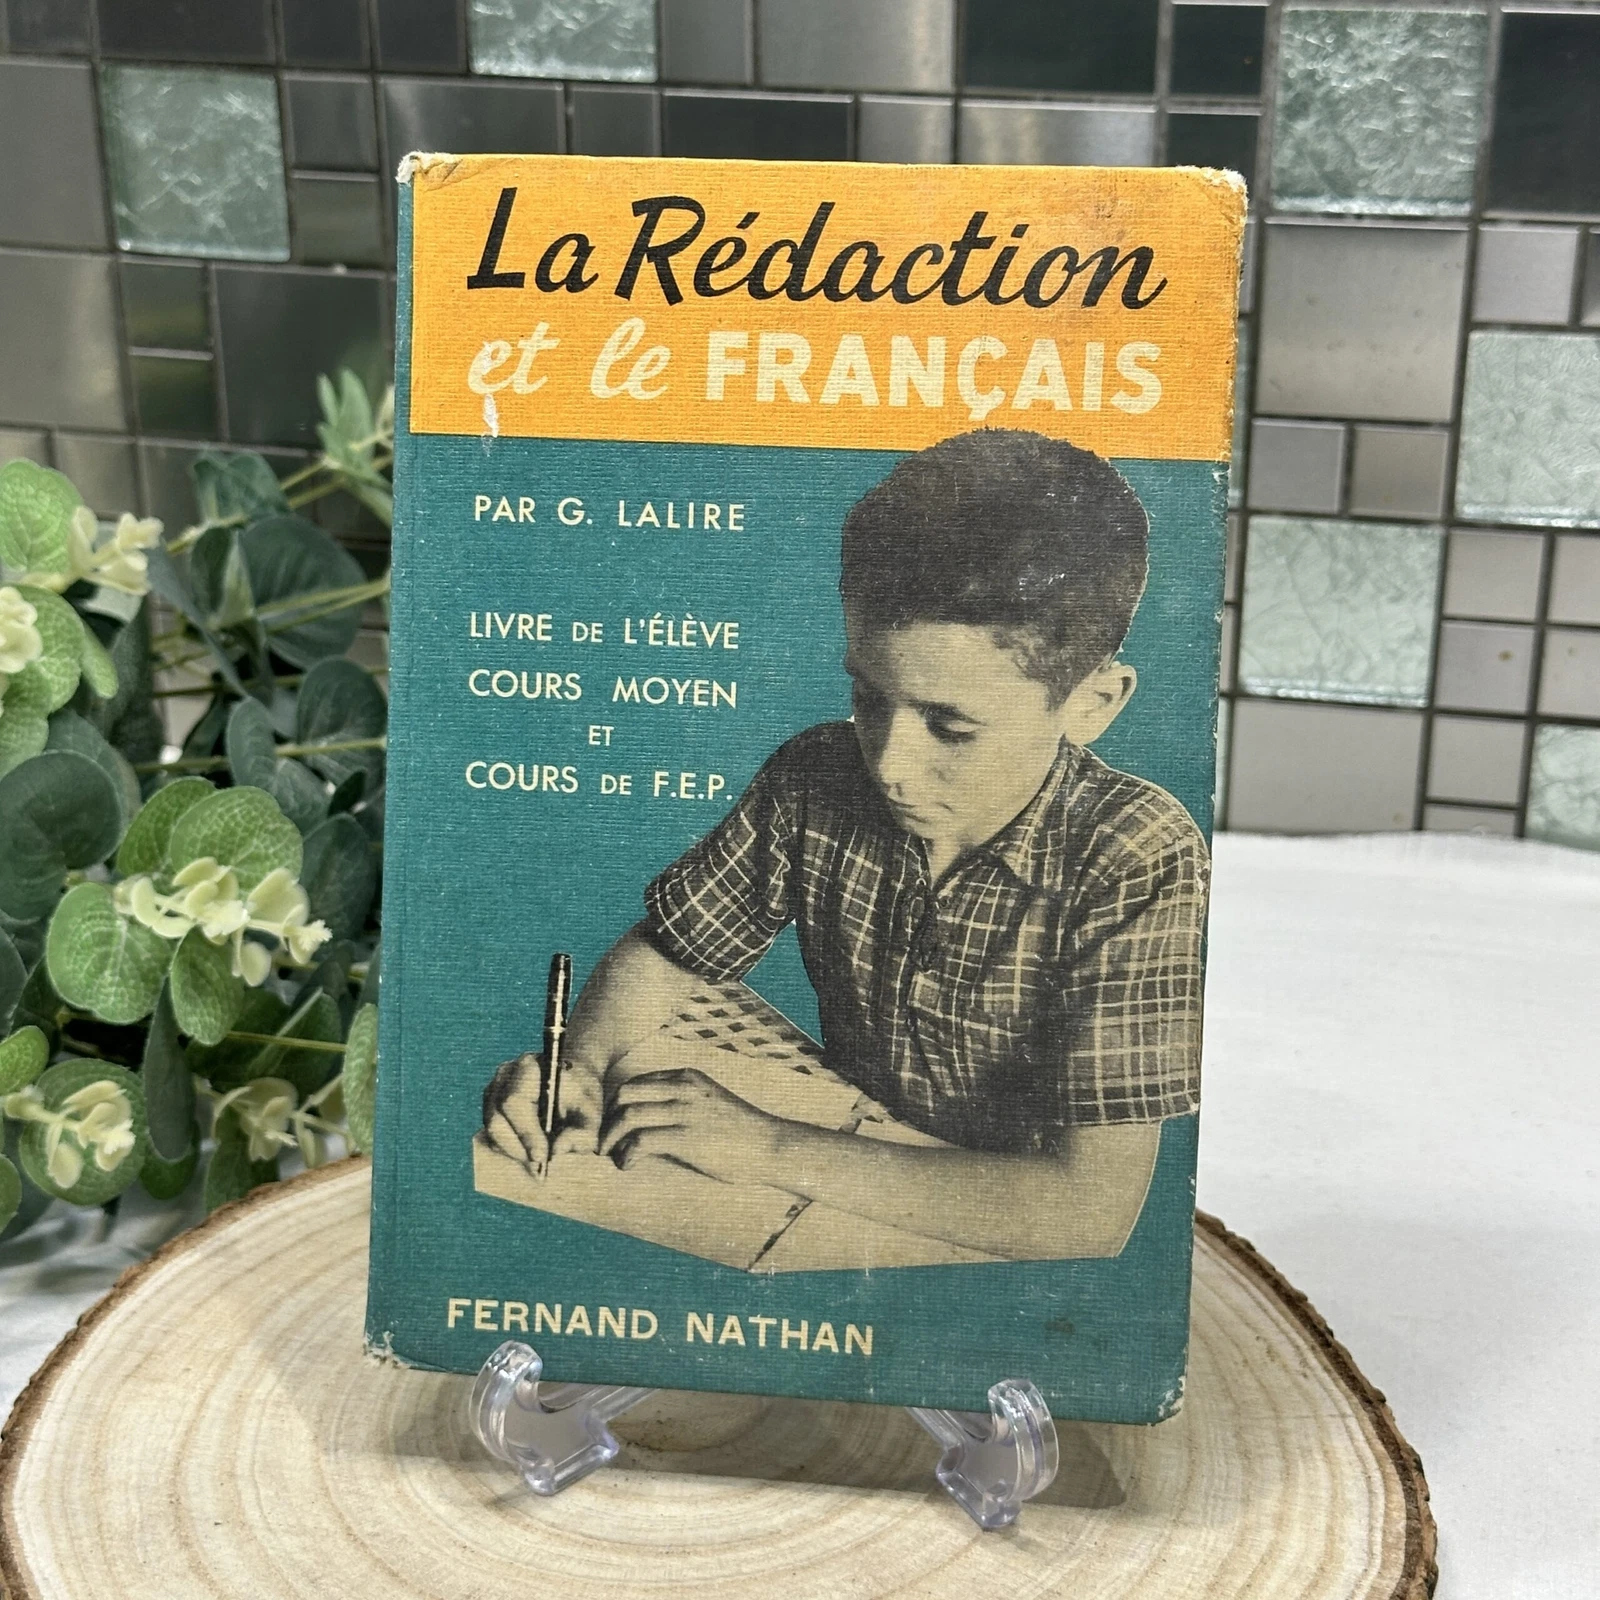 La Rédaction
et le FRANÇAIS
PAR G. LALIRE
LIVRE DE L'ÉLÈVE
COURS MOYEN
ET
COURS DE F.E.P.
FERNAND NATHAN